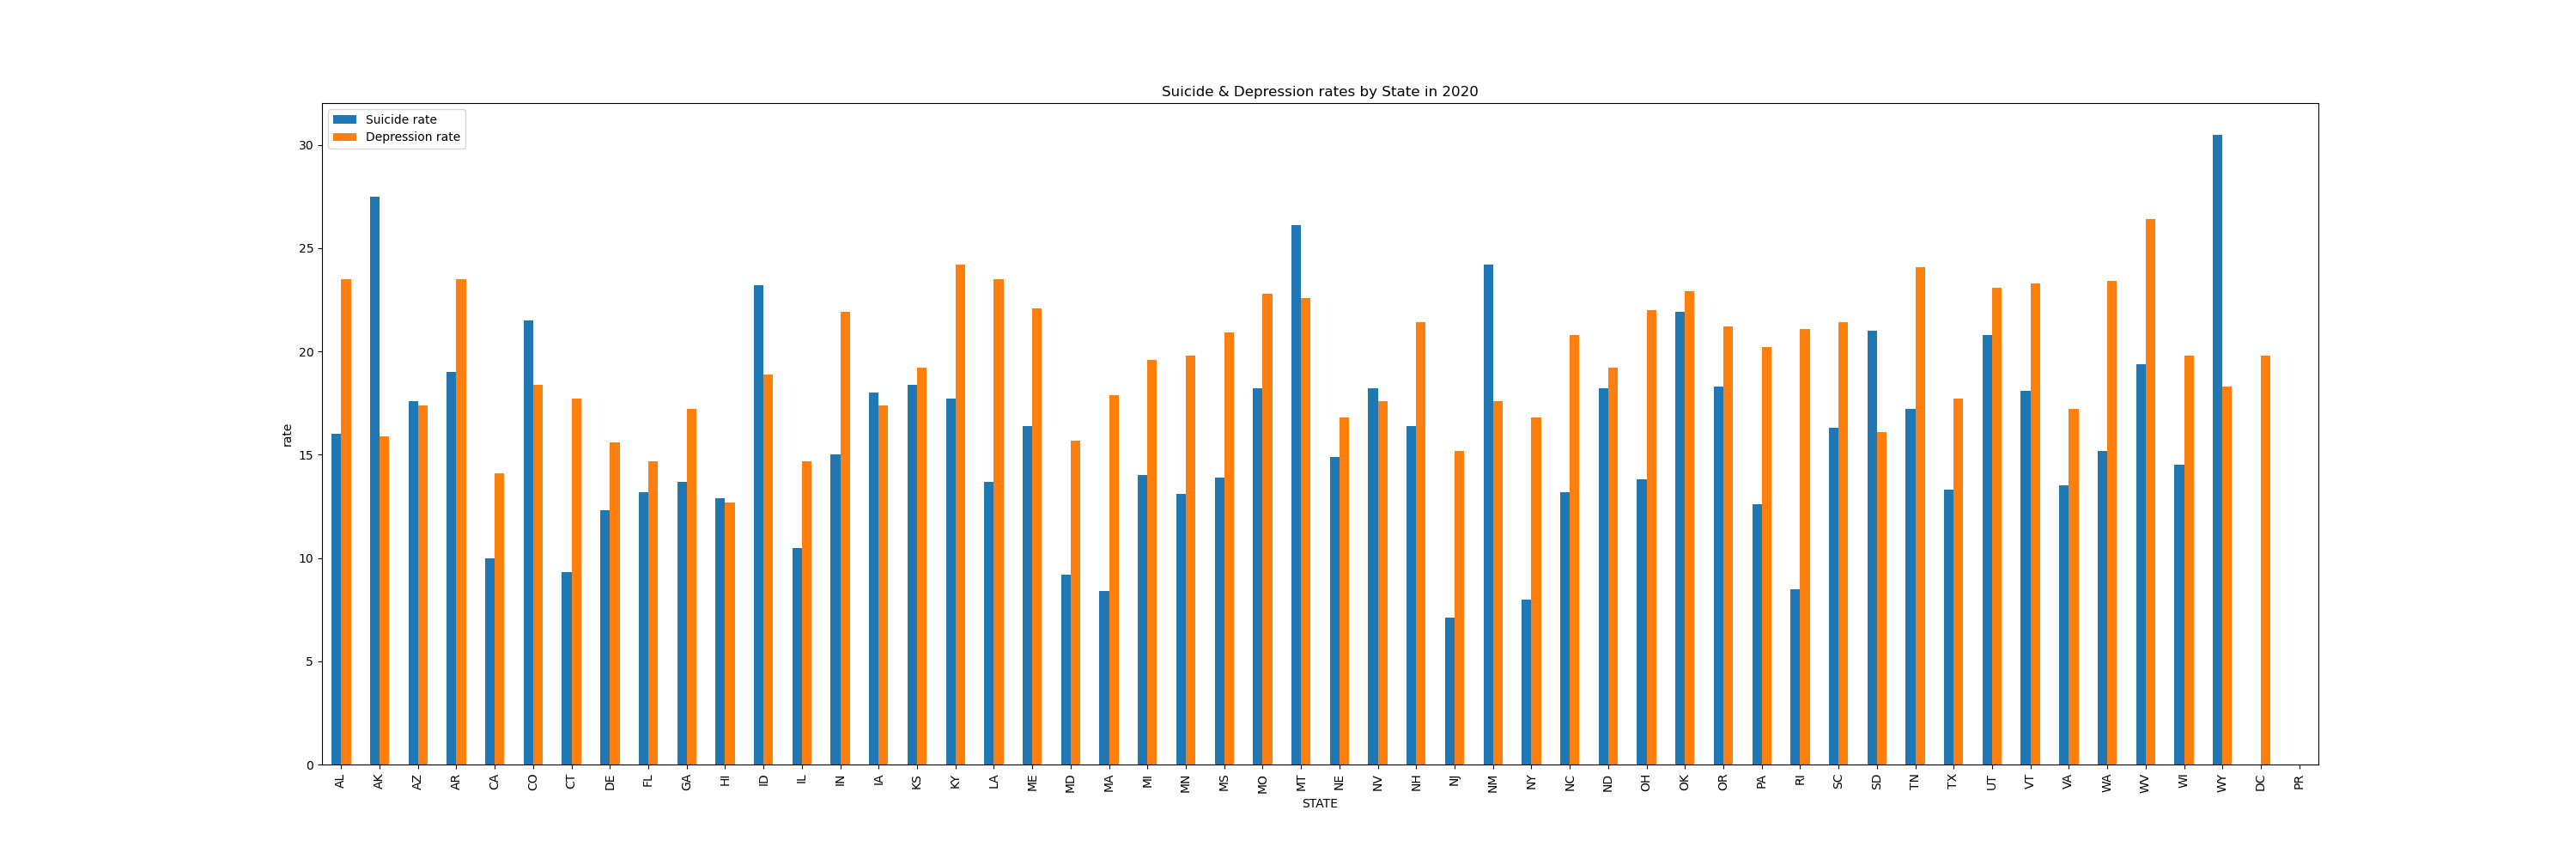 Suicide & Depression rates by State in 2020
Suicide rate
Depression rate
30
25
20
15
10
5
0
rate
AL AK AZ AR CA CO CT DE FL GA HI ID IL IN IA KS KY LA ME MD MA MI MN MS MO MT NE NV NH NJ NM NY NC ND OH OK OR PA RI SC SD TN TX UT VT VA WA WV WI WY DC PR
STATE